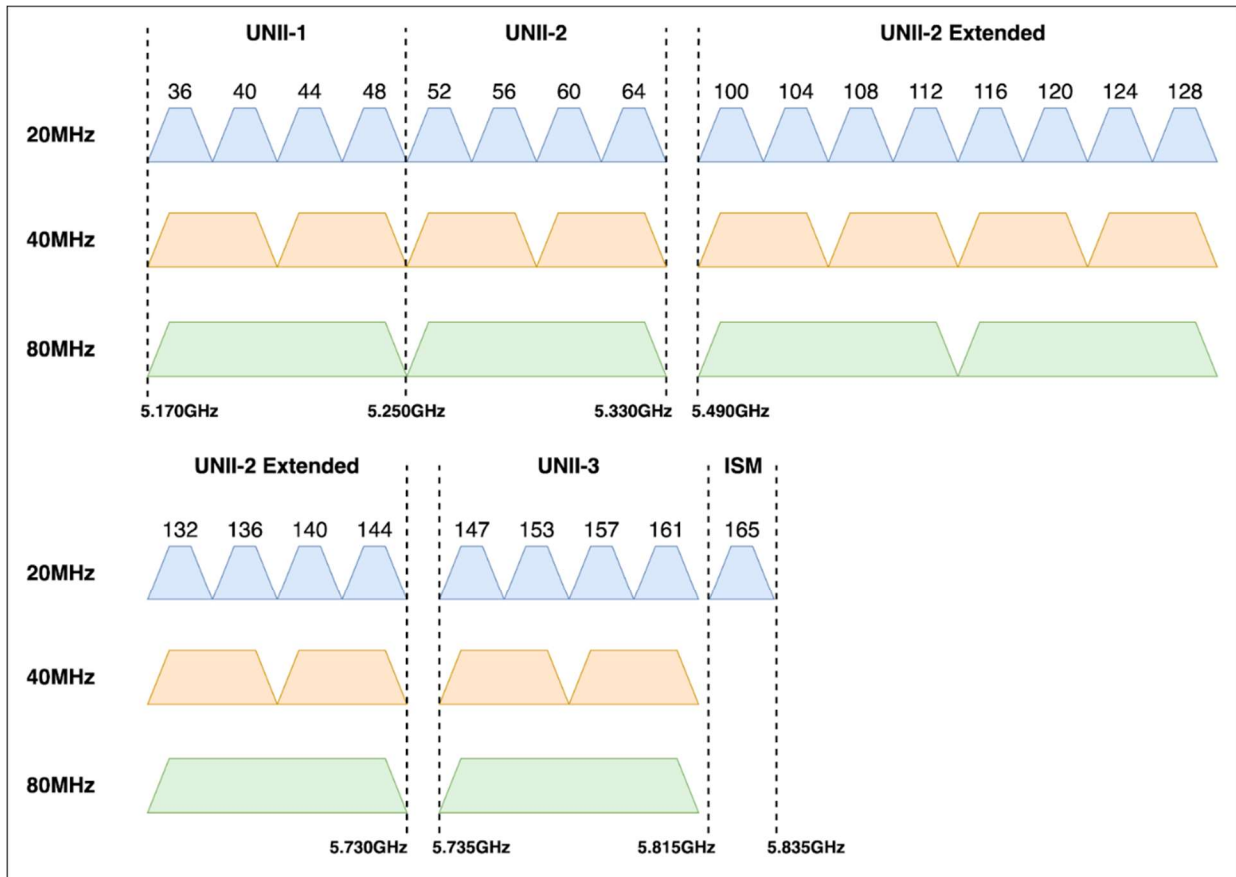 UNII-1 UNII-2 UNII-2 Extended
36 40 44 48 52 56 60 64 100 104 108 112 116 120 124 128
20MHz
40MHz
80MHz
5.170GHz 5.250GHz 5.330GHz 5.490GHz
UNII-2 Extended UNII-3 ISM
132 136 140 144 147 153 157 161 165
20MHz
40MHz
80MHz
5.730GHz 5.735GHz 5.815GHz 5.835GHz